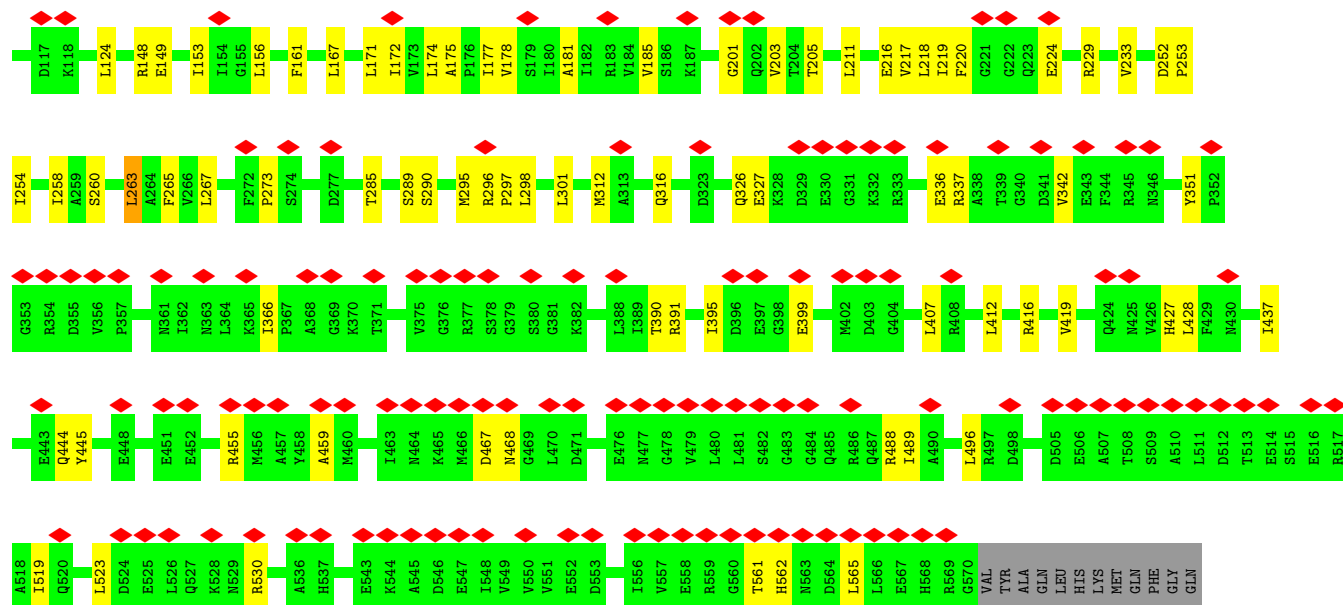 D117 K118 L124 R148 E149 I153 I154 G155 L156 F161 L167 L171 I172 V173 L174 A175 P176 I177 V178 S179 I180 A181 I182 R183 V184 V185 S186 K187 G201 Q202 V203 T204 T205 L211 E216 V217 L218 I219 F220 G221 G222 Q223 E224 R229 V233 D252 P253
I254 I258 A259 S260 L263 A264 F265 V266 L267 F272 P273 S274 D277 T285 S289 S290 M295 R296 P297 L298 L301 M312 A313 Q316 D323 Q326 E327 K328 D329 E330 G331 K332 R333 E336 R337 A338 T339 G340 D341 V342 E343 F344 R345 N346 Y351 P352
G353 R354 D355 V356 P357 N361 I362 N363 L364 K365 I366 P367 A368 G369 K370 T371 V375 G376 R377 S378 G379 S380 G381 K382 L388 I389 T390 R391 I395 D396 E397 G398 E399 M402 D403 G404 L407 R408 L412 R416 V419 Q424 N425 V426 H427 L428 F429 N430 I437
E443 Q444 Y445 E448 E451 E452 R455 M456 A457 Y458 A459 M460 I463 N464 K465 M466 D467 N468 G469 L470 D471 E476 N477 G478 V479 L480 L481 S482 G483 G484 Q485 R486 Q487 R488 I489 A490 L496 R497 D498 D505 E506 A507 T508 S509 A510 L511 D512 T513 E514 S515 E516 R517
A518 I519 Q520 L523 D524 E525 L526 Q527 K528 N529 R530 A536 H537 E543 K544 A545 D546 E547 I548 V549 V550 V551 E552 D553 I556 V557 E558 R559 G560 T561 H562 N563 D564 L565 L566 E567 H568 R569 G570 VAL TYR ALA GLN LEU HIS LYS MET GLN PHE GLY GLN